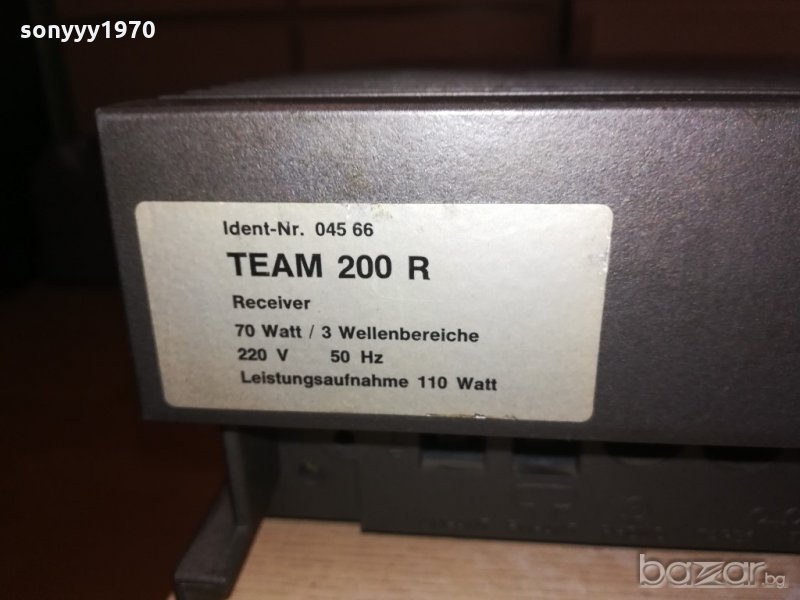 sonyyy1970
Ident-Nr. 045 66
TEAM 200 R
Receiver
70 Watt / 3 Wellenbereiche
220 V 50 Hz
Leistungsaufnahme 110 Watt
bazar.bg